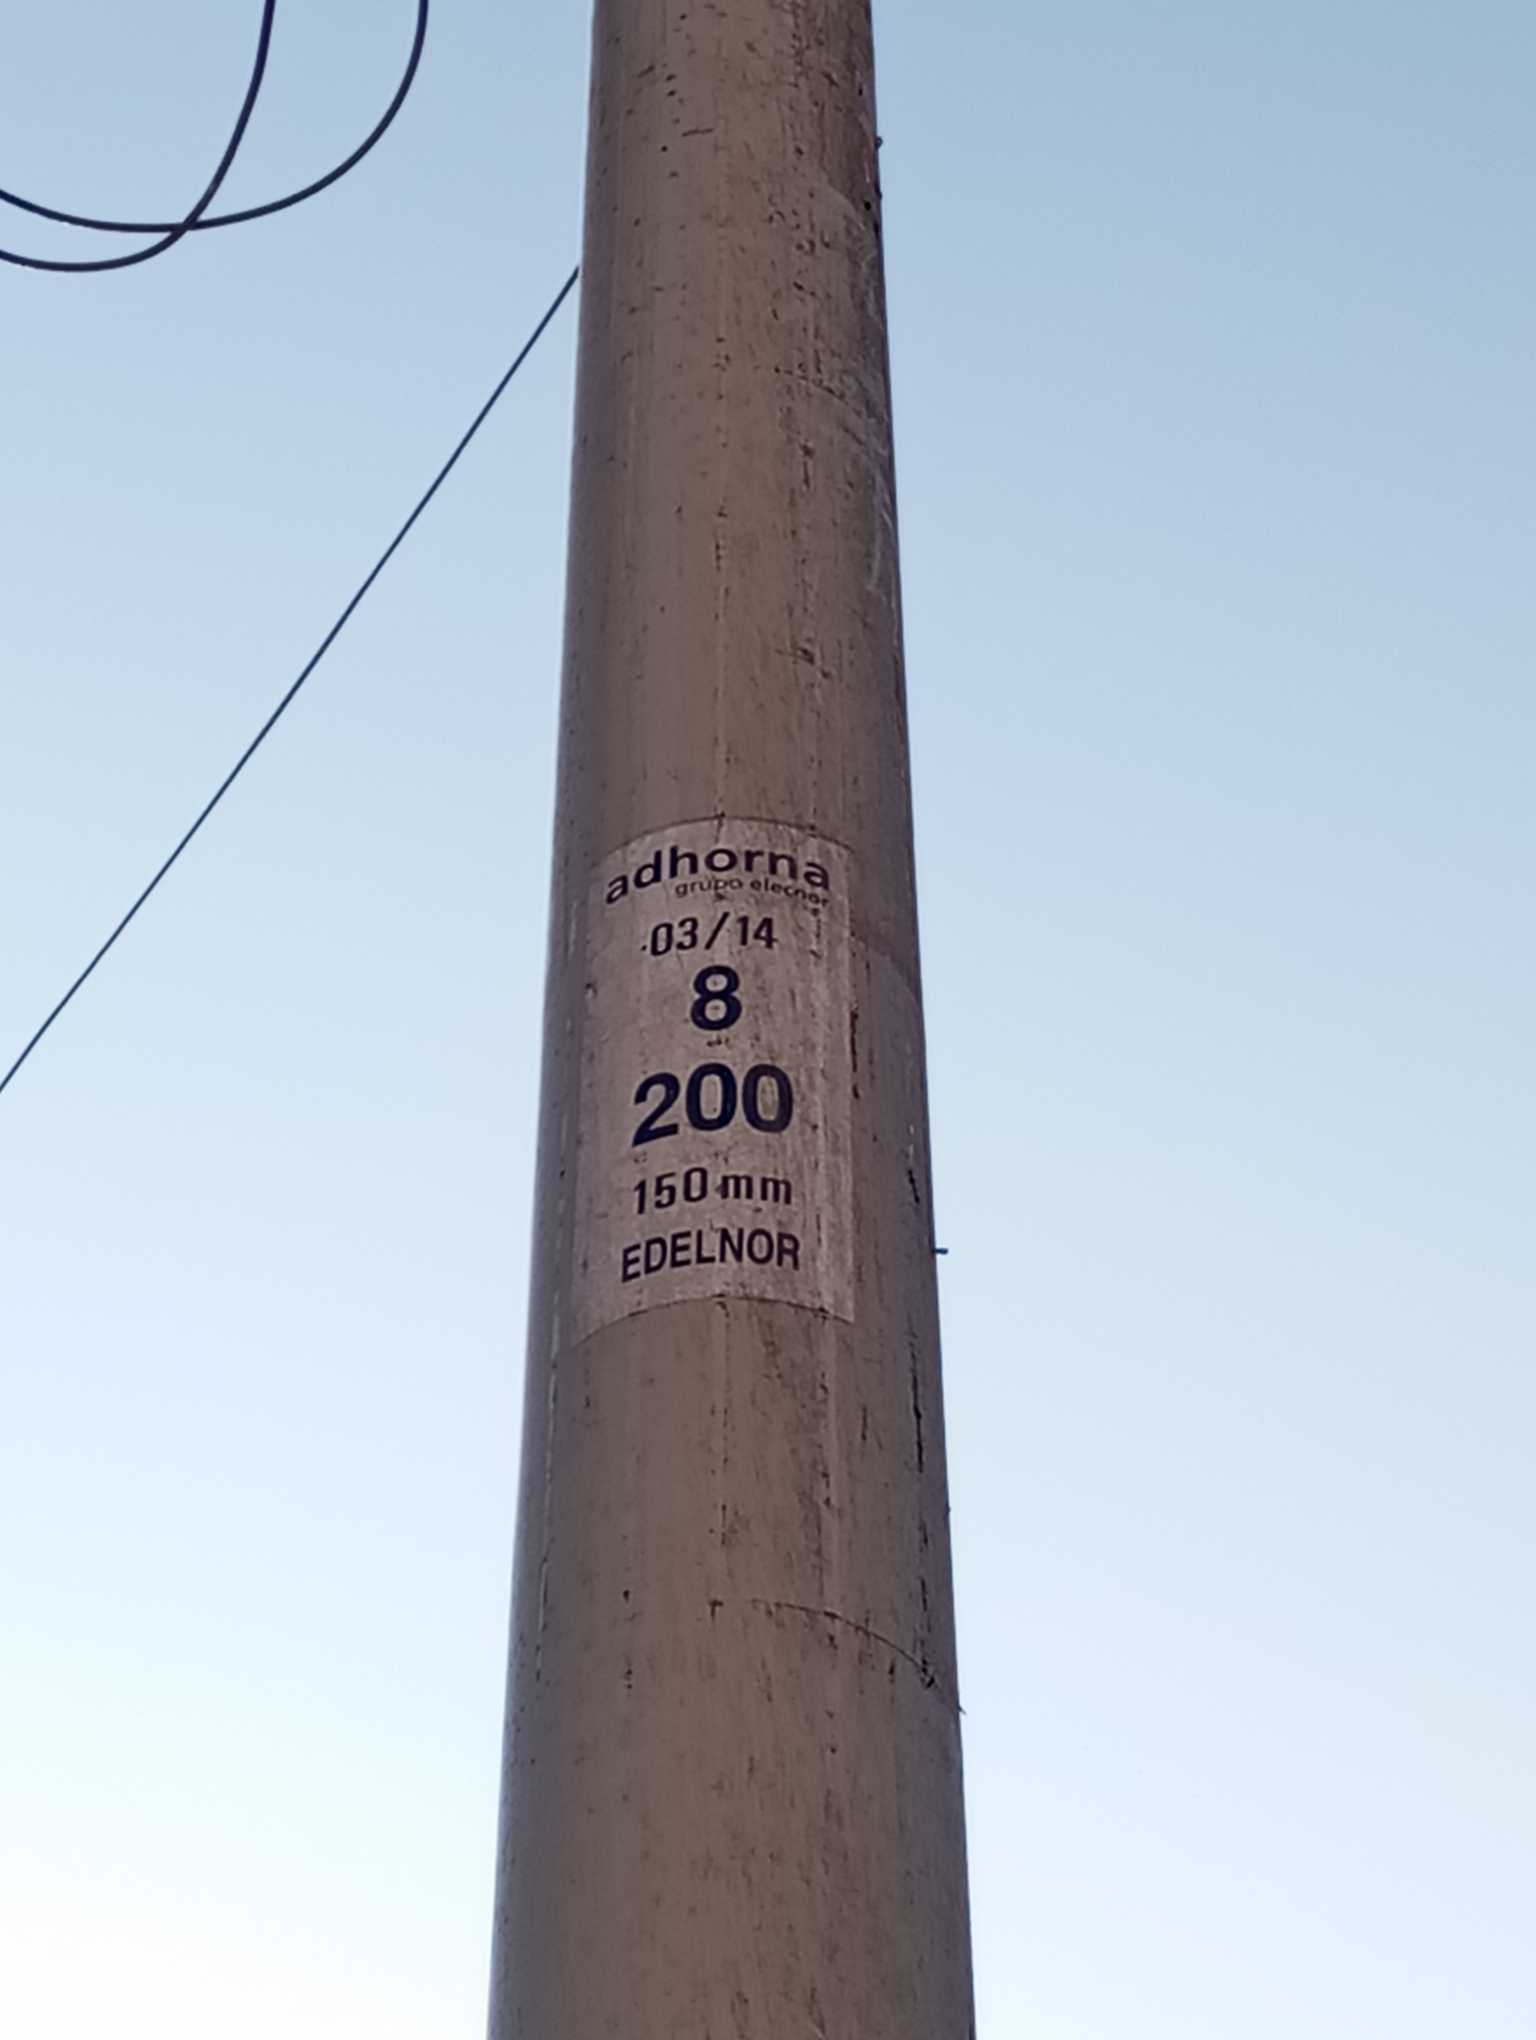 adhorna
grupo elecnor
03/14
8
200
150mm
EDELNOR